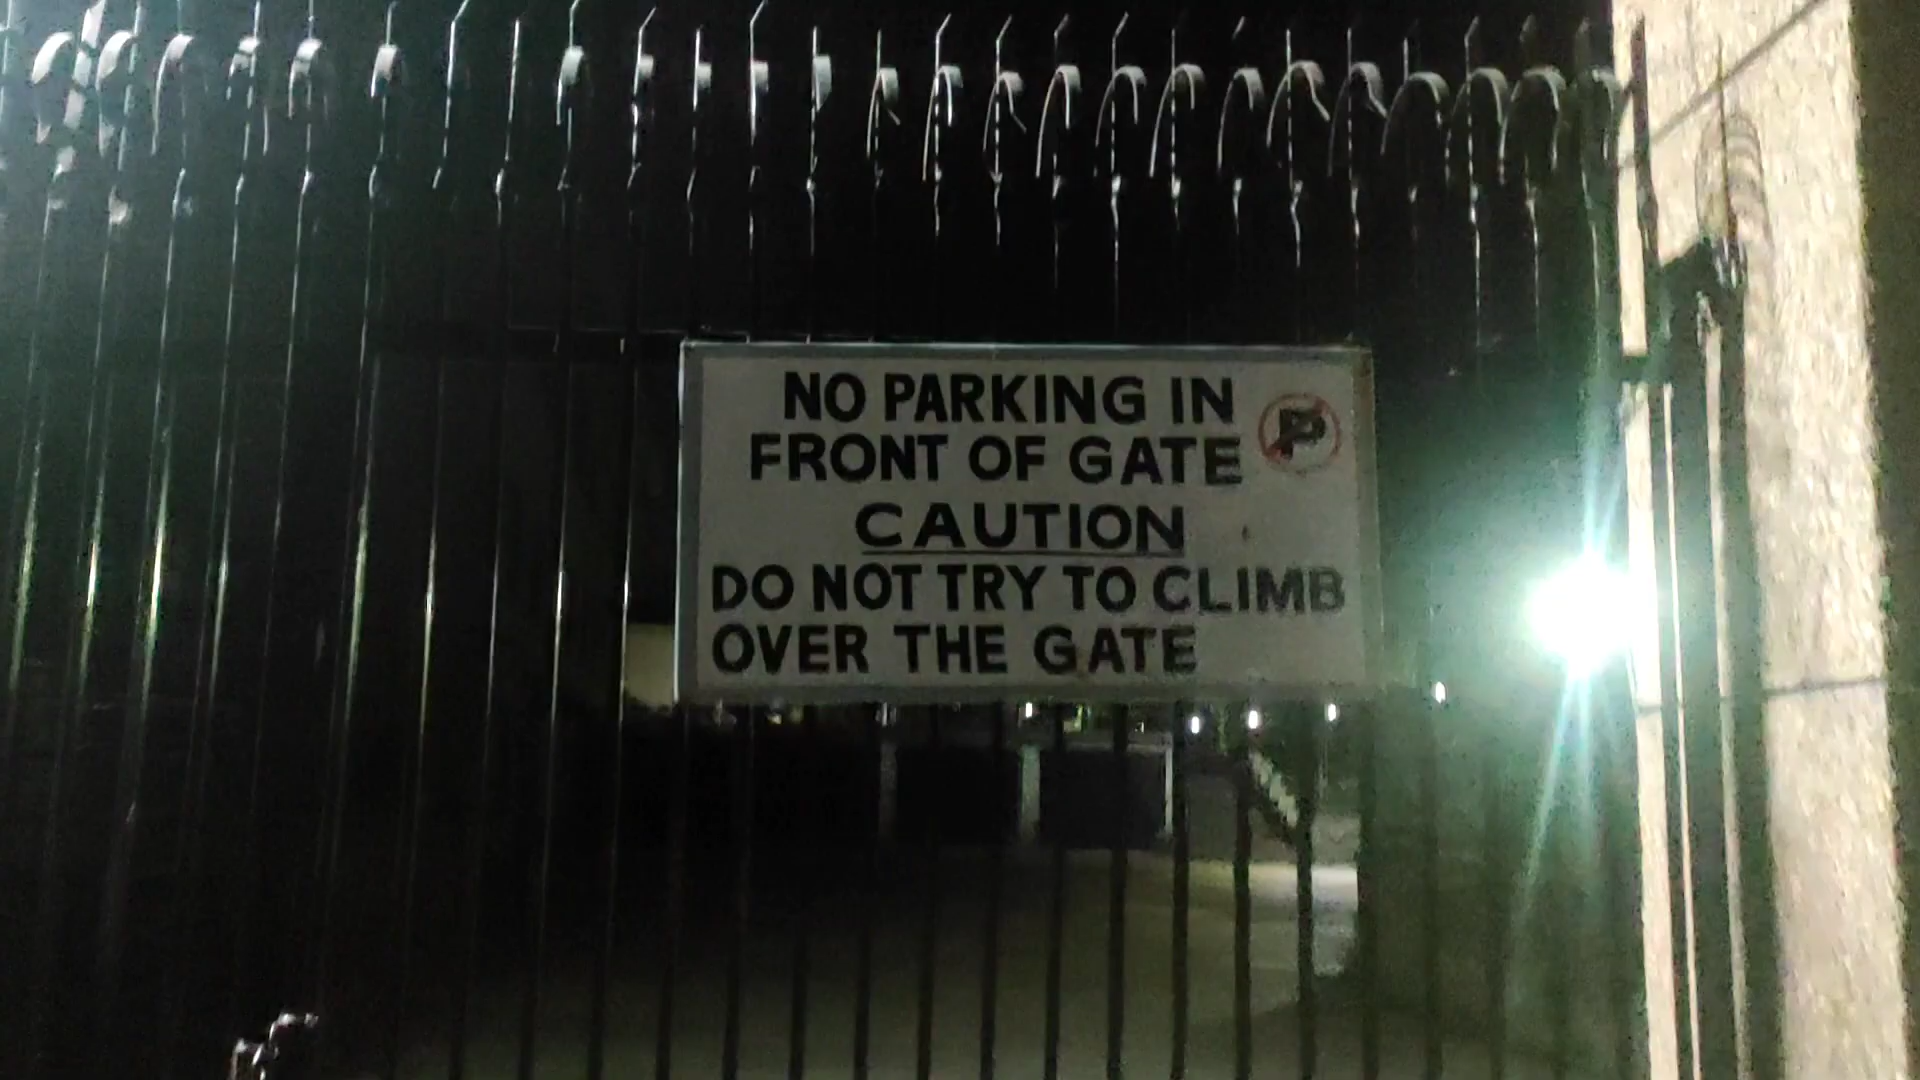 NO PARKING IN
FRONT OF GATE
P
CAUTION
DO NOT TRY TO CLIMB
OVER THE GATE